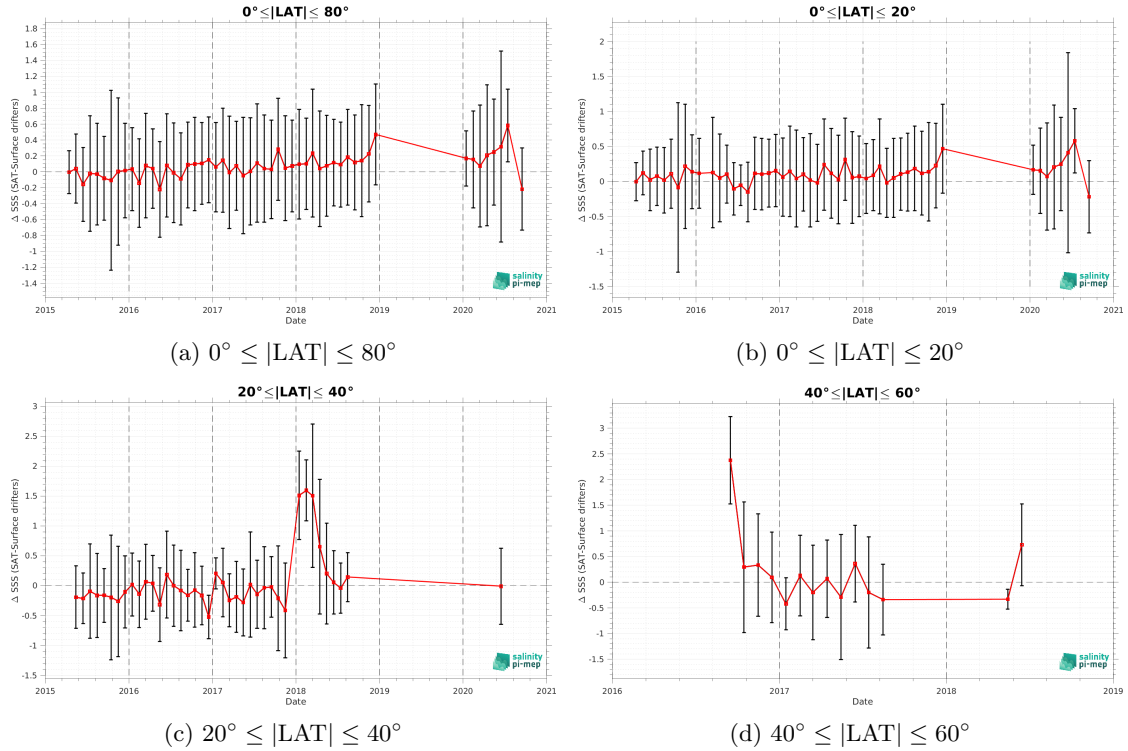 0°≤|LAT|≤ 80°
1.8
1.6
1.4
1.2
1
0.8
0.6
0.4
0.2
0
-0.2
-0.4
-0.6
-0.8
-1
-1.2
-1.4
Δ SSS (SAT-Surface drifters)
2015 2016 2017 2018 2019 2020 2021
Date
salinity
pi-mep
(a) 0° ≤ |LAT| ≤ 80°
0°≤|LAT|≤ 20°
2
1.5
1
0.5
0
-0.5
-1
-1.5
Δ SSS (SAT-Surface drifters)
2015 2016 2017 2018 2019 2020 2021
Date
salinity
pi-mep
(b) 0° ≤ |LAT| ≤ 20°
20°≤|LAT|≤ 40°
3
2.5
2
1.5
1
0.5
0
-0.5
-1
-1.5
Δ SSS (SAT-Surface drifters)
2015 2016 2017 2018 2019 2020 2021
Date
salinity
pi-mep
(c) 20° ≤ |LAT| ≤ 40°
40°≤|LAT|≤ 60°
3
2.5
2
1.5
1
0.5
0
-0.5
-1
-1.5
Δ SSS (SAT-Surface drifters)
2016 2017 2018 2019
Date
salinity
pi-mep
(d) 40° ≤ |LAT| ≤ 60°